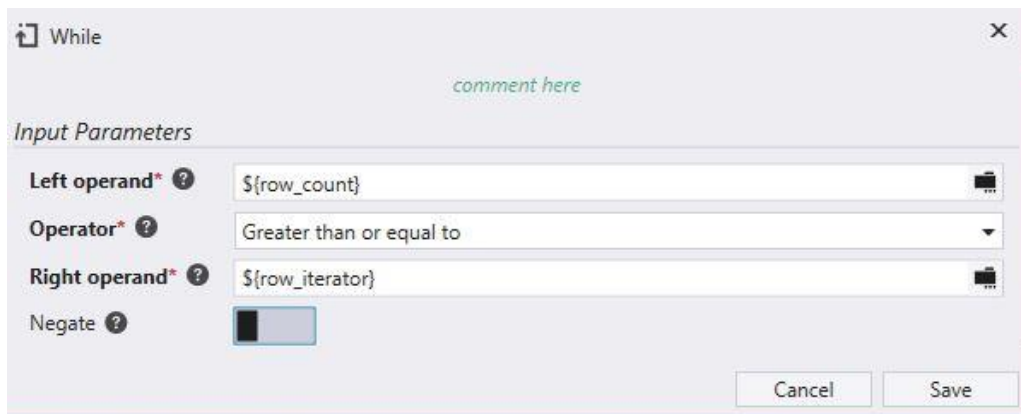 While
comment here
Input Parameters
Left operand* ${row_count}
Operator* Greater than or equal to
Right operand* ${row_iterator}
Negate
Cancel Save